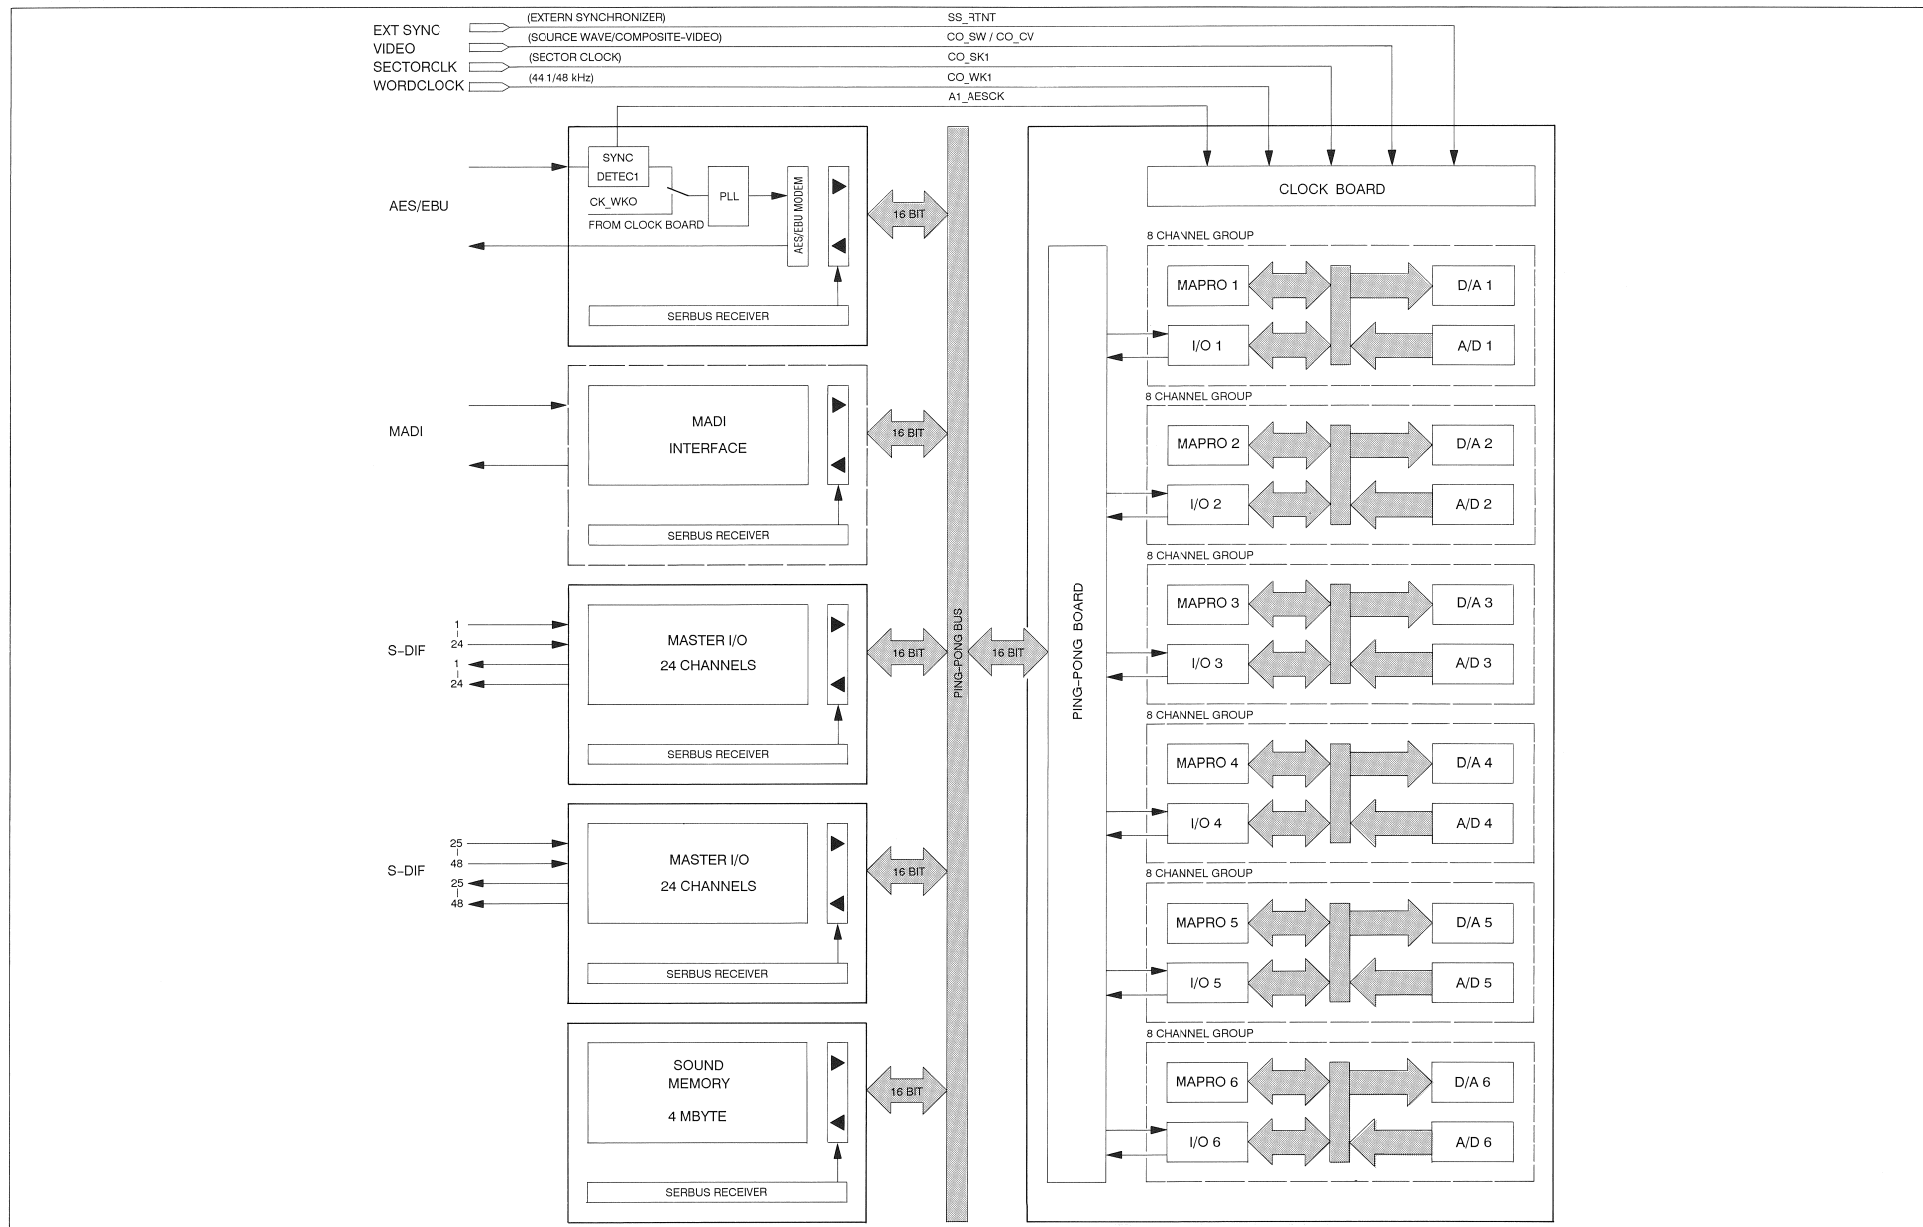 EXT SYNC (EXTERN SYNCHRONIZER) SS_RTNT
VIDEO (SOURCE WAVE/COMPOSITE-VIDEO) CO_SW / CO_CV
SECTORCLK (SECTOR CLOCK) CO_SK1
WORDCLOCK (44 1/48 kHz) CO_WK1
A1_AESCK
AES/EBU
SYNC
DETEC1
CK_WKO
FROM CLOCK BOARD
PLL
AES/EBU MODEM
SERBUS RECEIVER
16 BIT
MADI
MADI
INTERFACE
SERBUS RECEIVER
16 BIT
S-DIF
1
24
1
24
MASTER I/O
24 CHANNELS
SERBUS RECEIVER
16 BIT
S-DIF
25
48
25
48
MASTER I/O
24 CHANNELS
SERBUS RECEIVER
16 BIT
SOUND
MEMORY
4 MBYTE
SERBUS RECEIVER
16 BIT
PING-PONG BUS
16 BIT
PING-PONG BOARD
CLOCK BOARD
8 CHANNEL GROUP
MAPRO 1
D/A 1
I/O 1
A/D 1
8 CHANNEL GROUP
MAPRO 2
D/A 2
I/O 2
A/D 2
8 CHANNEL GROUP
MAPRO 3
D/A 3
I/O 3
A/D 3
8 CHANNEL GROUP
MAPRO 4
D/A 4
I/O 4
A/D 4
8 CHANNEL GROUP
MAPRO 5
D/A 5
I/O 5
A/D 5
8 CHANNEL GROUP
MAPRO 6
D/A 6
I/O 6
A/D 6